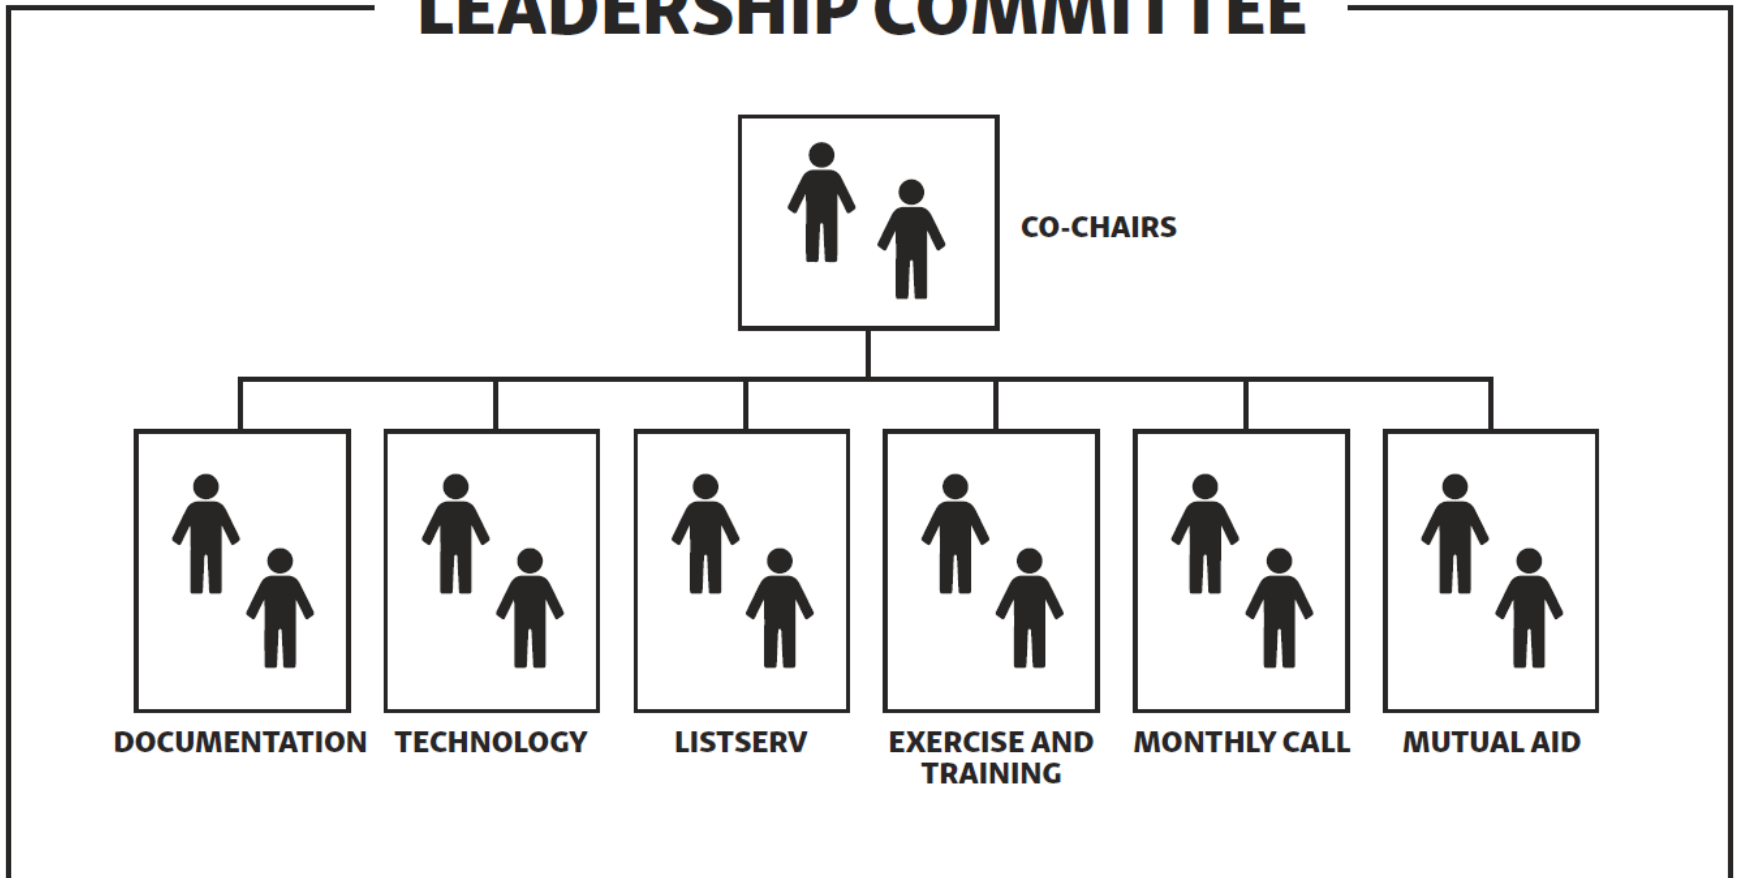 LEADERSHIP COMMITTEE
CO-CHAIRS
DOCUMENTATION
TECHNOLOGY
LISTSERV
EXERCISE AND
TRAINING
MONTHLY CALL
MUTUAL AID